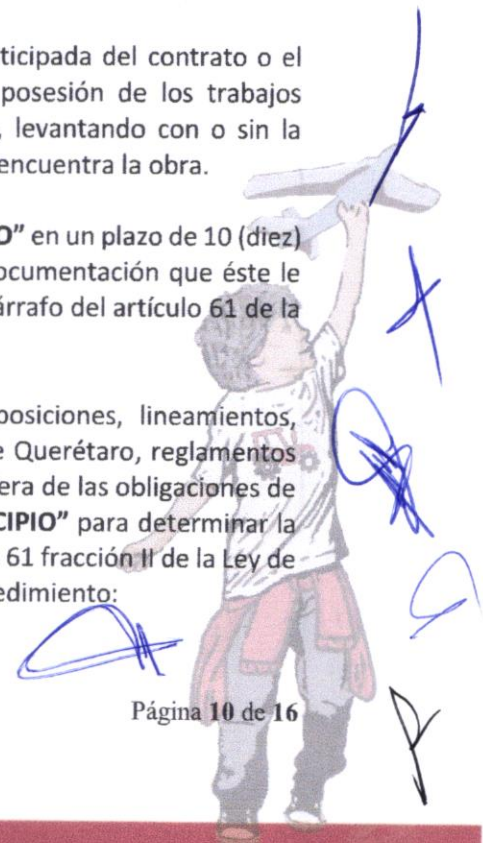 ticipada del contrato o el
posesión de los trabajos
, levantando con o sin la
encuentra la obra.
O" en un plazo de 10 (diez)
ocumentación que éste le
árrafo del artículo 61 de la
posiciones, lineamientos,
e Querétaro, reglamentos
era de las obligaciones de
CIPIO" para determinar la
61 fracción II de la Ley de
edimiento:
Página 10 de 16